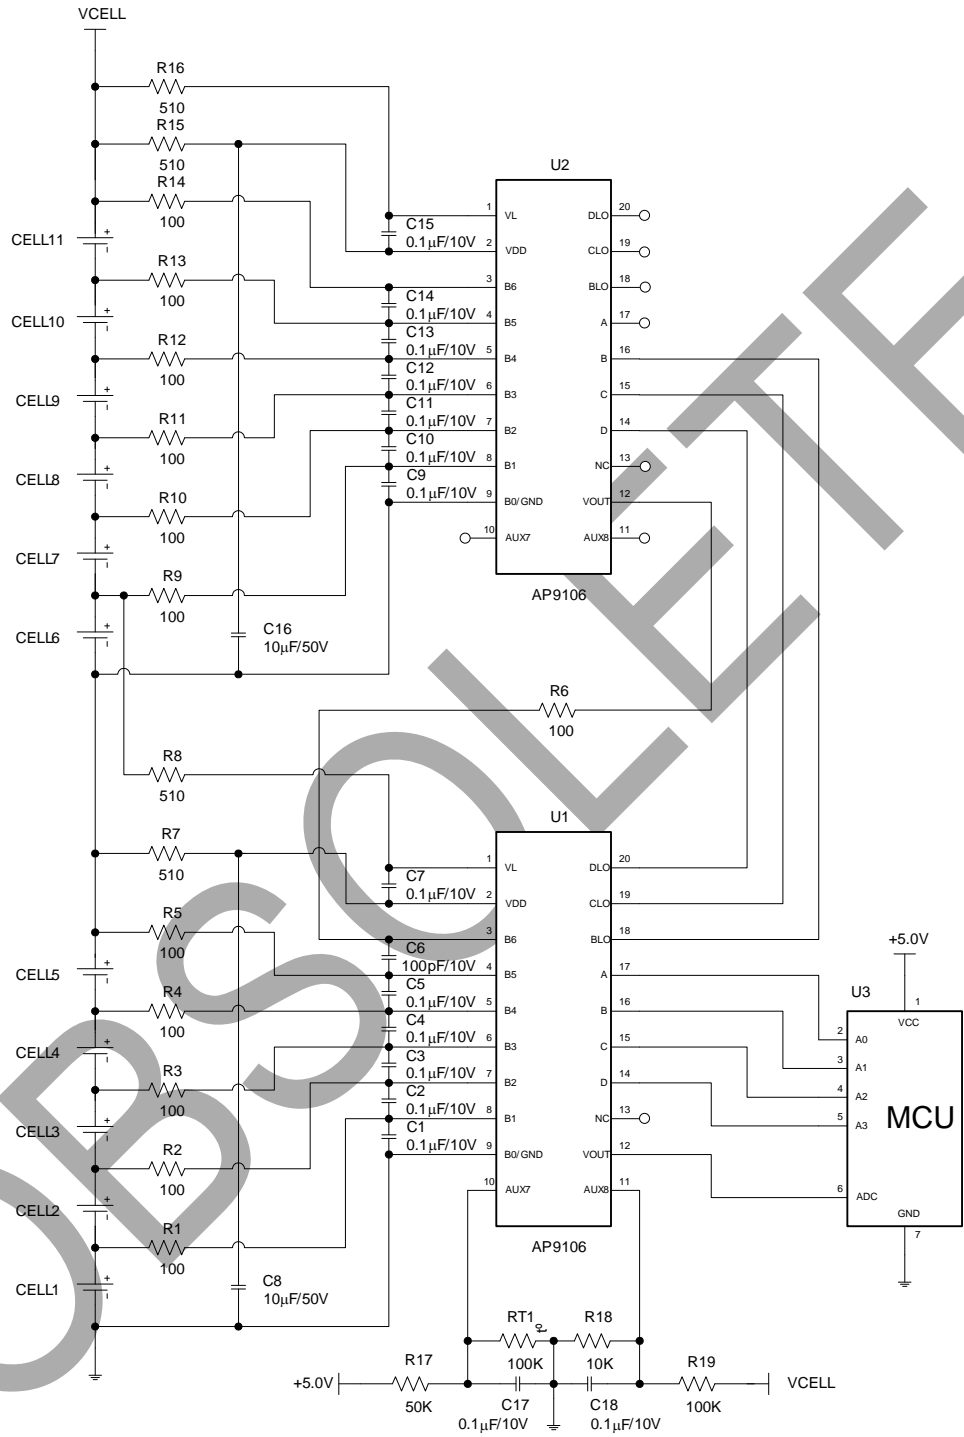 VCELL
R16
510
R15
510
R14
100
CELL11
R13
100
CELL10
R12
100
CELL9
R11
100
CELL8
R10
100
CELL7
R9
100
CELL6
C16
10µF/50V
U2
1 VL DLO 20
C15
0.1µF/10V
2 VDD CLO 19
3 B6 BLO 18
C14
0.1µF/10V
4 B5 A 17
C13
0.1µF/10V
5 B4 B 16
C12
0.1µF/10V
6 B3 C 15
C11
0.1µF/10V
7 B2 D 14
C10
0.1µF/10V
8 B1 NC 13
C9
0.1µF/10V
9 B0/GND VOUT 12
10 AUX7 AUX8 11
AP9106
R6
100
R8
510
R7
510
R5
100
CELL5
R4
100
CELL4
R3
100
CELL3
R2
100
CELL2
R1
100
CELL1
C8
10µF/50V
U1
1 VL DLO 20
C7
0.1µF/10V
2 VDD CLO 19
3 B6 BLO 18
C6
100pF/10V
4 B5 A 17
C5
0.1µF/10V
5 B4 B 16
C4
0.1µF/10V
6 B3 C 15
C3
0.1µF/10V
7 B2 D 14
C2
0.1µF/10V
8 B1 NC 13
C1
0.1µF/10V
9 B0/GND VOUT 12
10 AUX7 AUX8 11
AP9106
+5.0V
U3
1
VCC
2 A0
3 A1
4 A2
5 A3
MCU
6 ADC
GND
7
RT1
t°
100K
R18
10K
R17
50K
+5.0V
C17
0.1µF/10V
C18
0.1µF/10V
R19
100K
VCELL
OBSOLETE